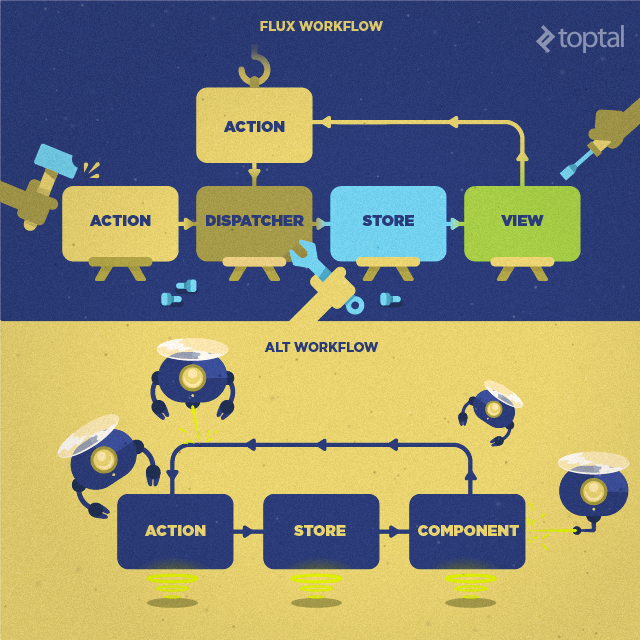 FLUX WORKFLOW
toptal
ACTION
ACTION
DISPATCHER
STORE
VIEW
ALT WORKFLOW
ACTION
STORE
COMPONENT